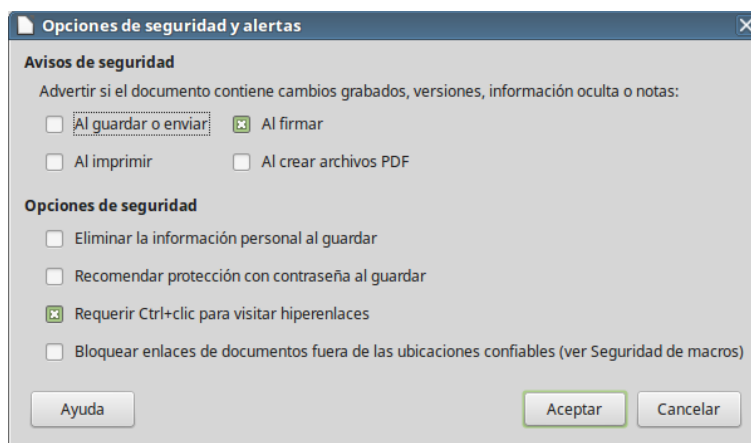 Opciones de seguridad y alertas
Avisos de seguridad
Advertir si el documento contiene cambios grabados, versiones, información oculta o notas:
Al guardar o enviar Al firmar
Al imprimir Al crear archivos PDF
Opciones de seguridad
Eliminar la información personal al guardar
Recomendar protección con contraseña al guardar
Requerir Ctrl+clic para visitar hiperenlaces
Bloquear enlaces de documentos fuera de las ubicaciones confiables (ver Seguridad de macros)
Ayuda Aceptar Cancelar